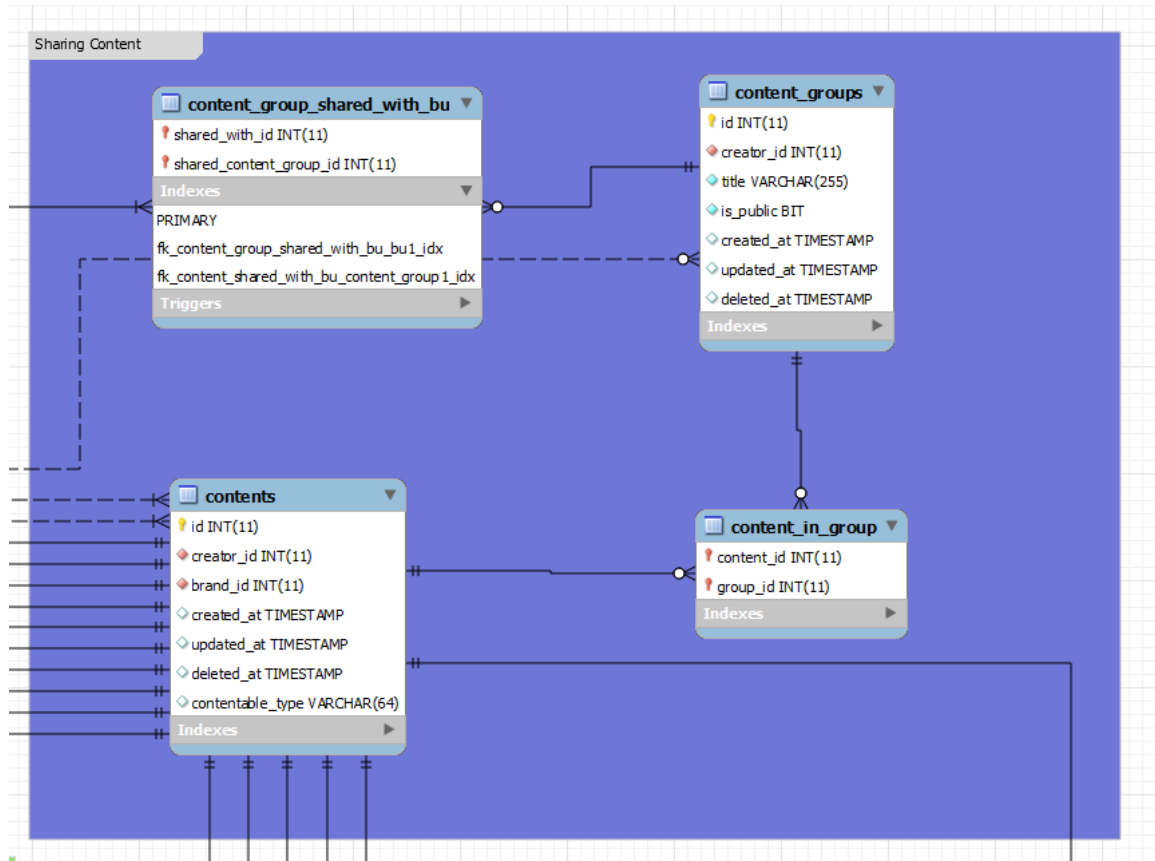 Sharing Content
content_group_shared_with_bu
shared_with_id INT(11)
shared_content_group_id INT(11)
Indexes
PRIMARY
fk_content_group_shared_with_bu_bu1_idx
fk_content_shared_with_bu_content_group1_idx
Triggers
content_groups
id INT(11)
creator_id INT(11)
title VARCHAR(255)
is_public BIT
created_at TIMESTAMP
updated_at TIMESTAMP
deleted_at TIMESTAMP
Indexes
contents
id INT(11)
creator_id INT(11)
brand_id INT(11)
created_at TIMESTAMP
updated_at TIMESTAMP
deleted_at TIMESTAMP
contentable_type VARCHAR(64)
Indexes
content_in_group
content_id INT(11)
group_id INT(11)
Indexes